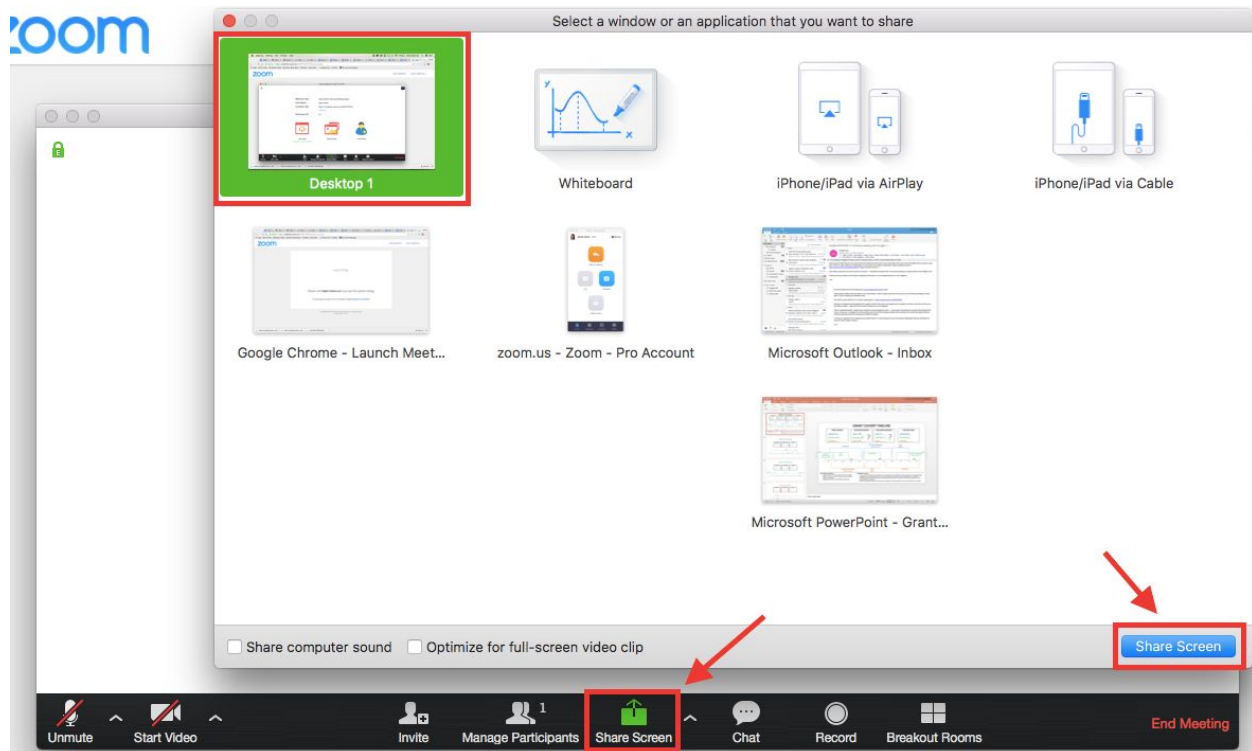 zoom
Select a window or an application that you want to share
zoom
Desktop 1
y
x
Whiteboard
iPhone/iPad via AirPlay
iPhone/iPad via Cable
zoom
Google Chrome - Launch Meet...
zoom.us - Zoom - Pro Account
Microsoft Outlook - Inbox
Microsoft PowerPoint - Grant...
Share computer sound
Optimize for full-screen video clip
Share Screen
Unmute
Start Video
Invite
1
Manage Participants
Share Screen
Chat
Record
Breakout Rooms
End Meeting